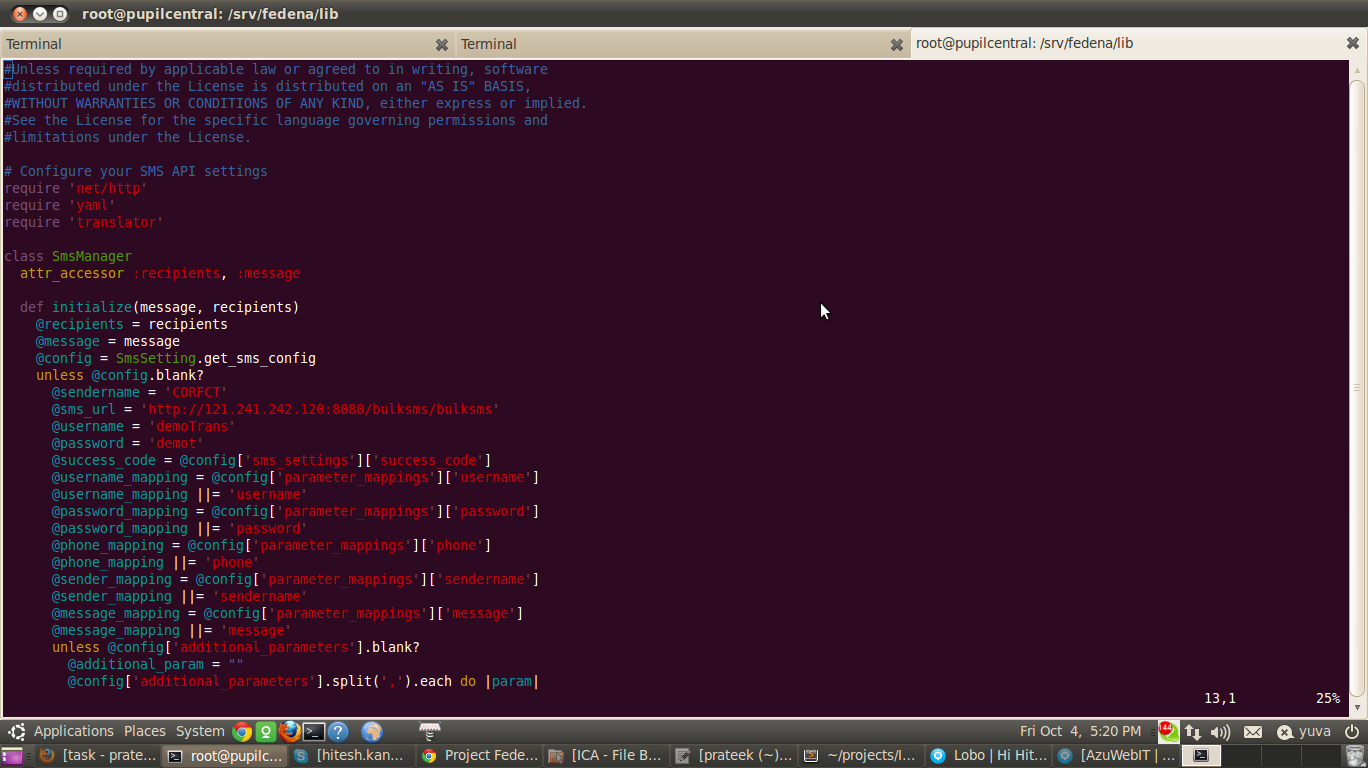 root@pupilcentral: /srv/fedena/lib
Terminal
Terminal
root@pupilcentral: /srv/fedena/lib
#Unless required by applicable law or agreed to in writing, software
#distributed under the License is distributed on an "AS IS" BASIS,
#WITHOUT WARRANTIES OR CONDITIONS OF ANY KIND, either express or implied.
#See the License for the specific language governing permissions and
#limitations under the License.
# Configure your SMS API settings
require 'net/http'
require 'yaml'
require 'translator'
class SmsManager
attr_accessor :recipients, :message
def initialize(message, recipients)
@recipients = recipients
@message = message
@config = SmsSetting.get_sms_config
unless @config.blank?
@sendername = 'CORFCT'
@sms_url = 'http://121.241.242.120:8080/bulksms/bulksms'
@username = 'demoTrans'
@password = 'demot'
@success_code = @config['sms_settings']['success_code']
@username_mapping = @config['parameter_mappings']['username']
@username_mapping ||= 'username'
@password_mapping = @config['parameter_mappings']['password']
@password_mapping ||= 'password'
@phone_mapping = @config['parameter_mappings']['phone']
@phone_mapping ||= 'phone'
@sender_mapping = @config['parameter_mappings']['sendername']
@sender_mapping ||= 'sendername'
@message_mapping = @config['parameter_mappings']['message']
@message_mapping ||= 'message'
unless @config['additional_parameters'].blank?
@additional_param = ""
@config['additional_parameters'].split(',').each do |param|
13,1 25%
Applications Places System Fri Oct 4, 5:20 PM 144 yuva
[task - prate... root@pupilc... [hitesh.kan... Project Fede... [ICA - File B... [prateek (~)... ~/projects/I... Lobo | Hi Hit... [AzuWebIT |...